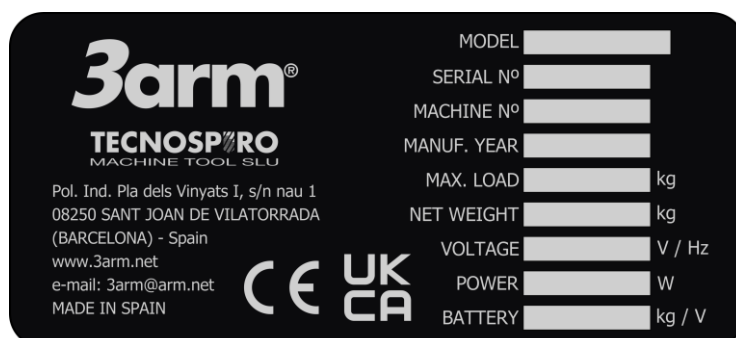 3arm®
TECNOSPIRO
MACHINE TOOL SLU
Pol. Ind. Pla dels Vinyats I, s/n nau 1
08250 SANT JOAN DE VILATORRADA
(BARCELONA) - Spain
www.3arm.net
e-mail: 3arm@arm.net
MADE IN SPAIN
CE
UK
CA
MODEL
SERIAL Nº
MACHINE Nº
MANUF. YEAR
MAX. LOAD kg
NET WEIGHT kg
VOLTAGE V / Hz
POWER W
BATTERY kg / V